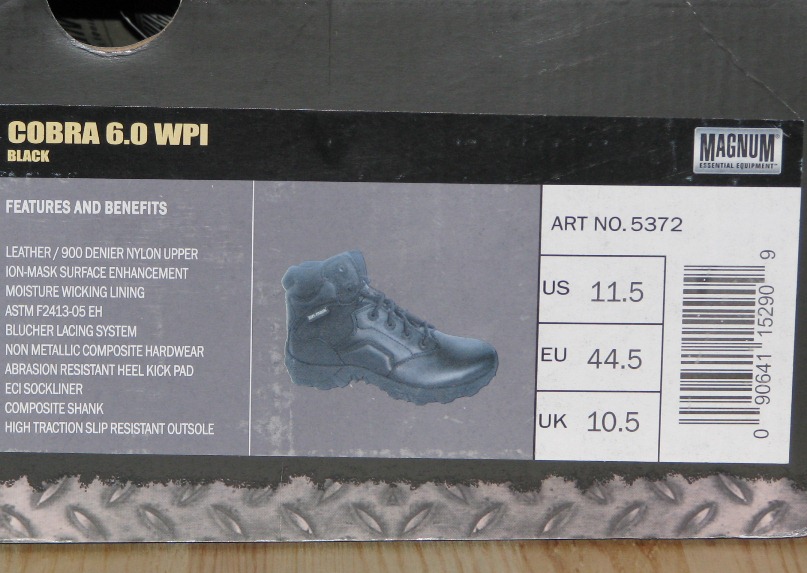 COBRA 6.0 WPI
BLACK
MAGNUM
ESSENTIAL EQUIPMENT
FEATURES AND BENEFITS
LEATHER / 900 DENIER NYLON UPPER
ION-MASK SURFACE ENHANCEMENT
MOISTURE WICKING LINING
ASTM F2413-05 EH
BLUCHER LACING SYSTEM
NON METALLIC COMPOSITE HARDWEAR
ABRASION RESISTANT HEEL KICK PAD
ECI SOCKLINER
COMPOSITE SHANK
HIGH TRACTION SLIP RESISTANT OUTSOLE
ART NO. 5372
US 11.5
EU 44.5
UK 10.5
0 90641 15290 9